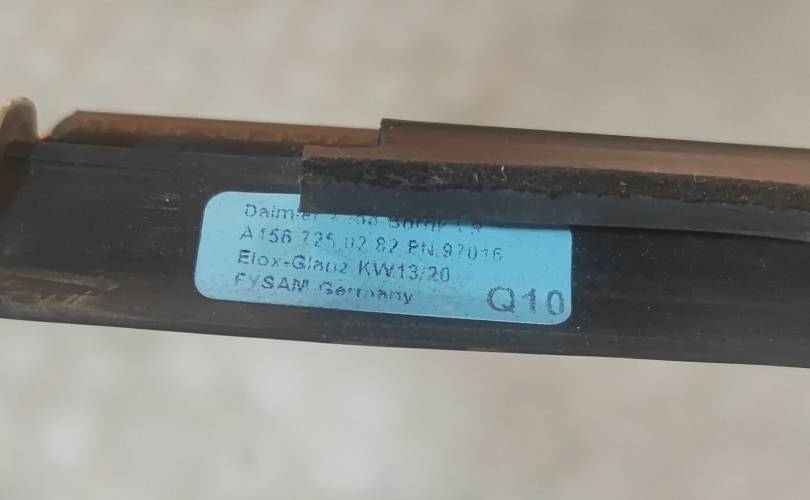 Daimler
A156 725 02 82 PN:97016
Elox-Glanz KW13/20
FYSAM Germany
Q10